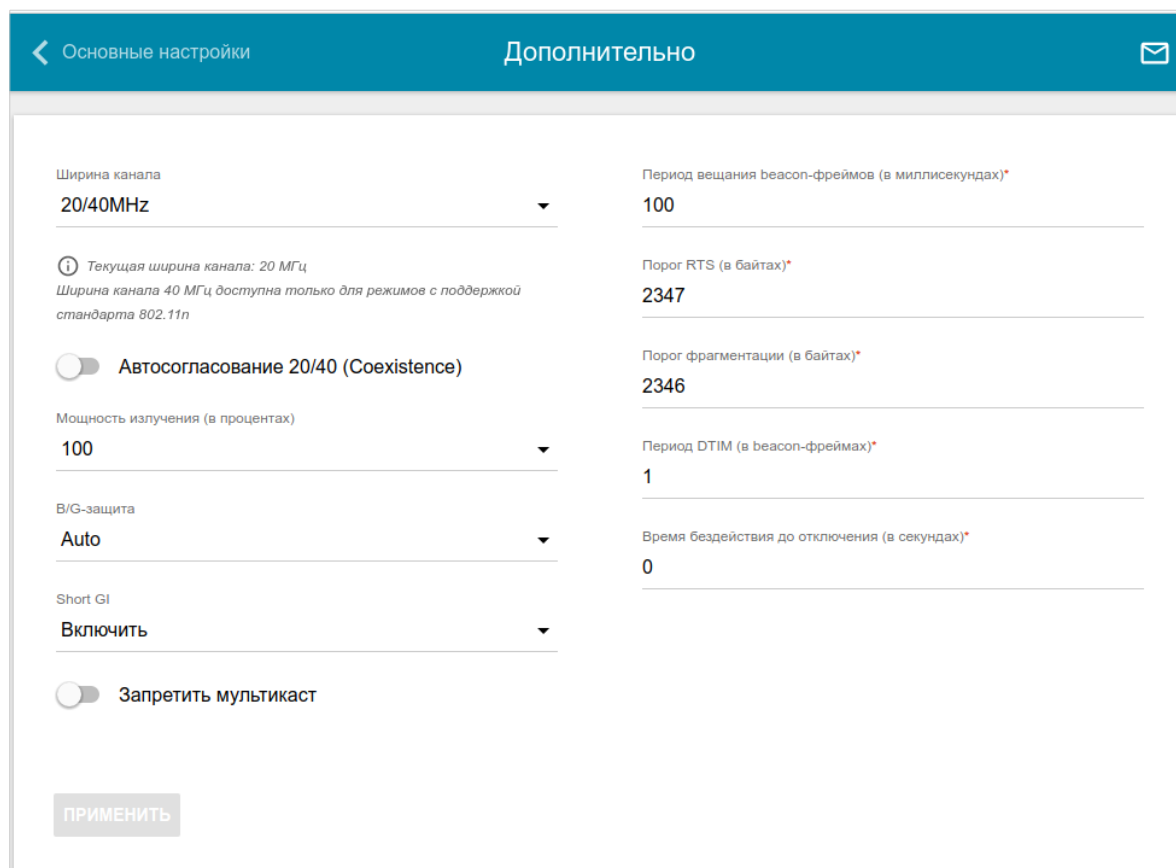 Основные настройки
Дополнительно
Ширина канала
20/40MHz
Текущая ширина канала: 20 МГц
Ширина канала 40 МГц доступна только для режимов с поддержкой
стандарта 802.11n
Автосогласование 20/40 (Coexistence)
Мощность излучения (в процентах)
100
B/G-защита
Auto
Short GI
Включить
Запретить мультикаст
ПРИМЕНИТЬ
Период вещания beacon-фреймов (в миллисекундах)*
100
Порог RTS (в байтах)*
2347
Порог фрагментации (в байтах)*
2346
Период DTIM (в beacon-фреймах)*
1
Время бездействия до отключения (в секундах)*
0